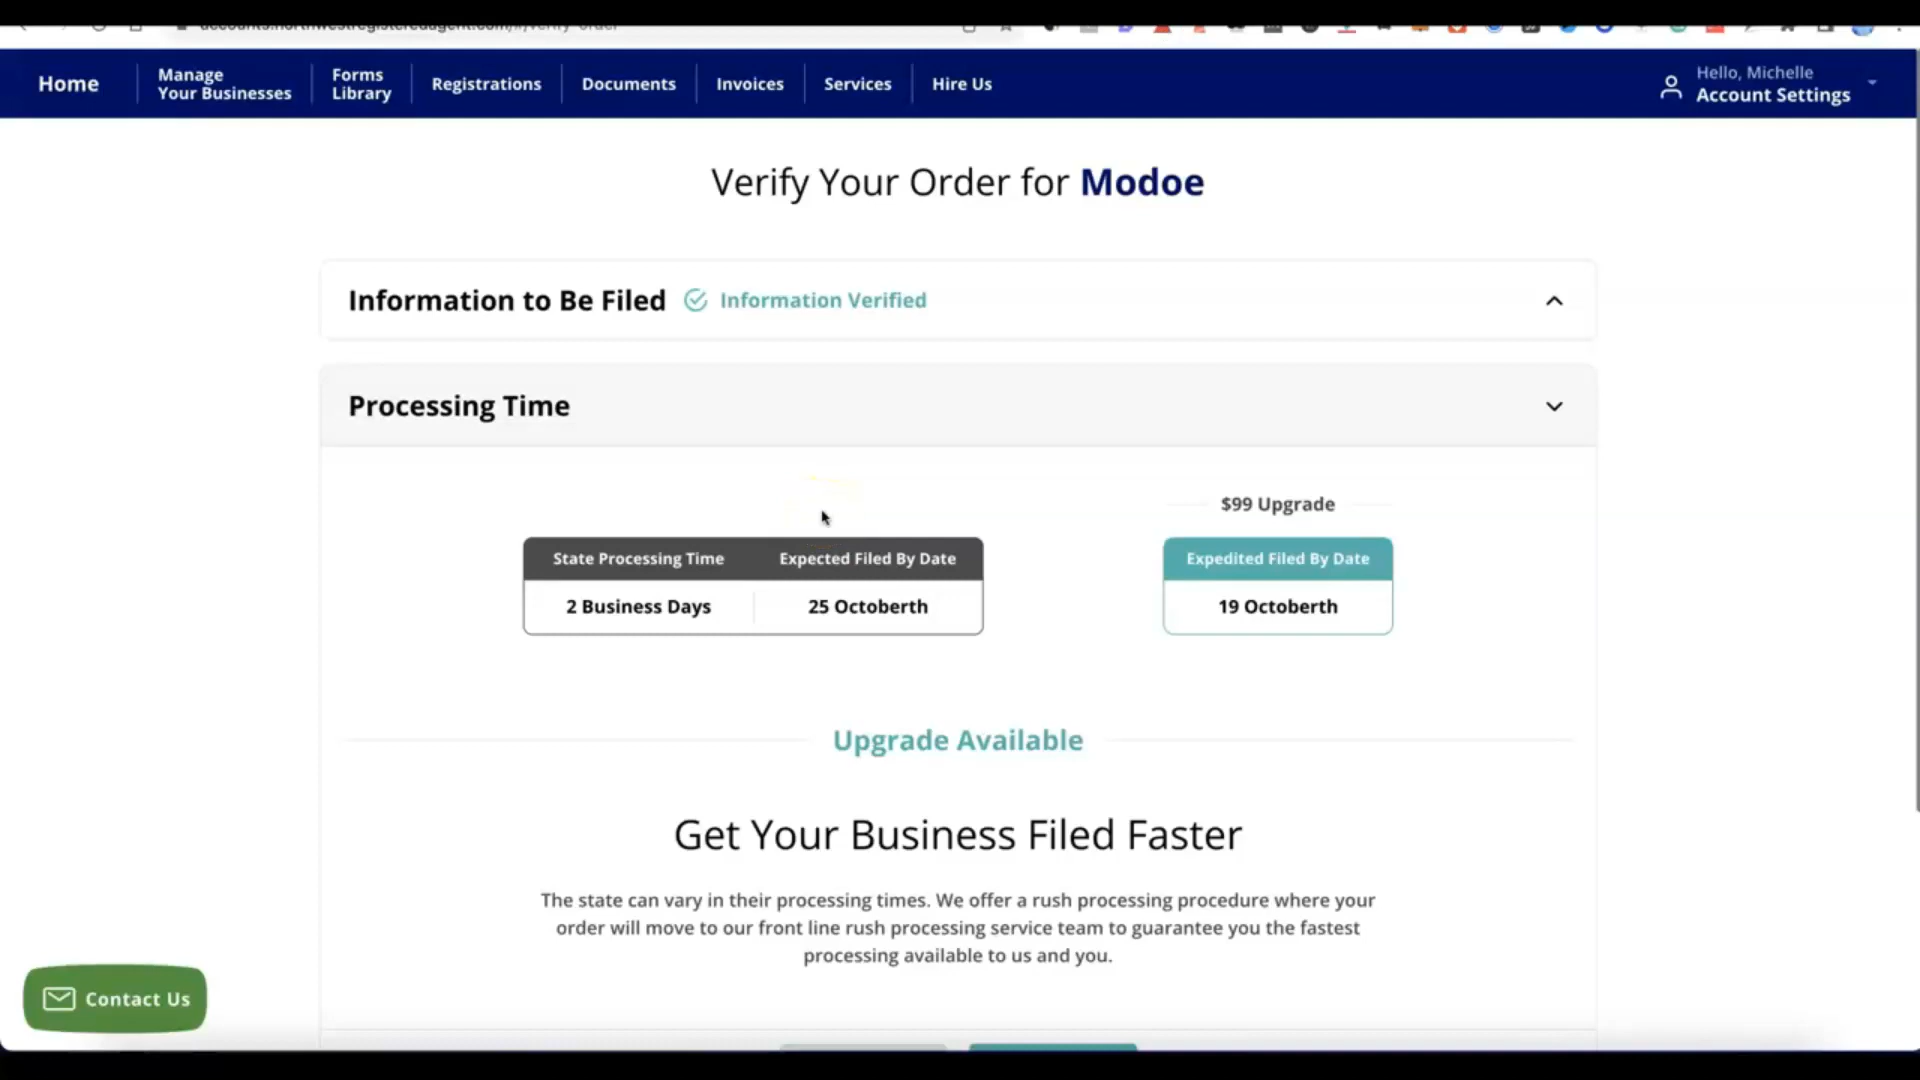 accounts.northwestregisteredagent.com/#/verify-order
Home
Manage
Your Businesses
Forms
Library
Registrations
Documents
Invoices
Services
Hire Us
Hello, Michelle
Account Settings
Verify Your Order for Modoe
Information to Be Filed
Information Verified
Processing Time
$99 Upgrade
State Processing Time
Expected Filed By Date
Expedited Filed By Date
2 Business Days
25 Octoberth
19 Octoberth
Upgrade Available
Get Your Business Filed Faster
The state can vary in their processing times. We offer a rush processing procedure where your
order will move to our front line rush processing service team to guarantee you the fastest
processing available to us and you.
Contact Us